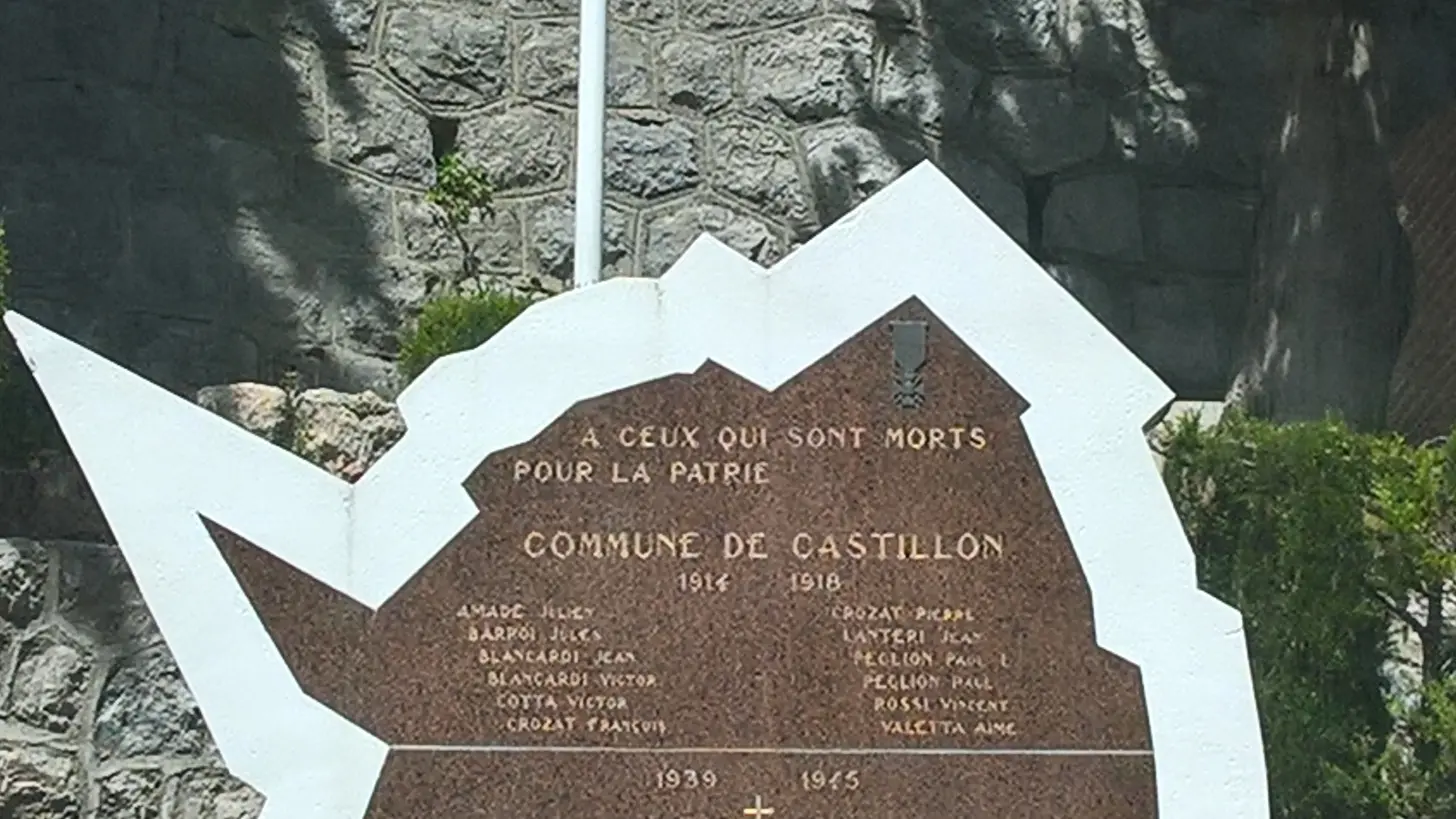 A CEUX QUI SONT MORTS
POUR LA PATRIE
COMMUNE DE CASTILLON
1914 1918
AMADE JULIEN
BARROI JULES
BLANCARDI JEAN
BLANCARDI VICTOR
COTTA VICTOR
CROZAT FRANÇOIS
CROZAT PIERRE
LANTERI JEAN
PEGLION PAUL L
PEGLION PAUL
ROSSI VINCENT
VALETTA AIME
1939 1945